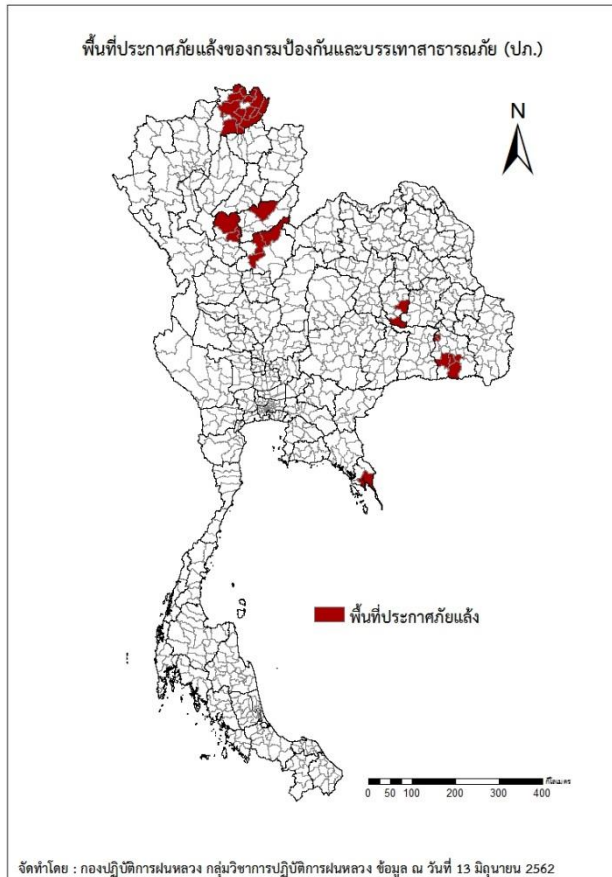 พื้นที่ประกาศภัยแล้งของกรมป้องกันและบรรเทาสาธารณภัย (ปภ.)
N
พื้นที่ประกาศภัยแล้ง
กิโลเมตร
0 50 100 200 300 400
จัดทำโดย : กองปฏิบัติการฝนหลวง กลุ่มวิชาการปฏิบัติการฝนหลวง ข้อมูล ณ วันที่ 13 มิถุนายน 2562